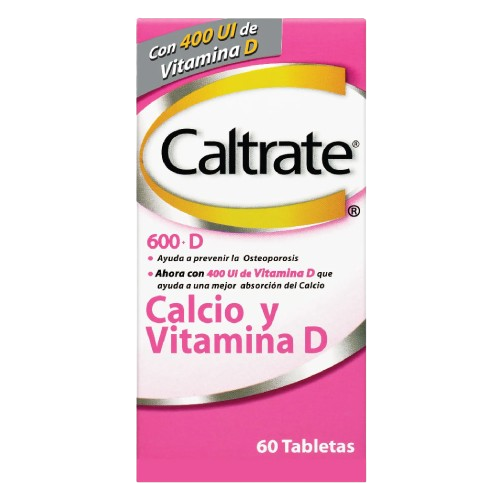 Con 400 UI de
Vitamina D
Caltrate®
®
600·D
• Ayuda a prevenir la Osteoporosis
• Ahora con 400 UI de Vitamina D que
ayuda a una mejor absorción del Calcio
Calcio y
Vitamina D
60 Tabletas